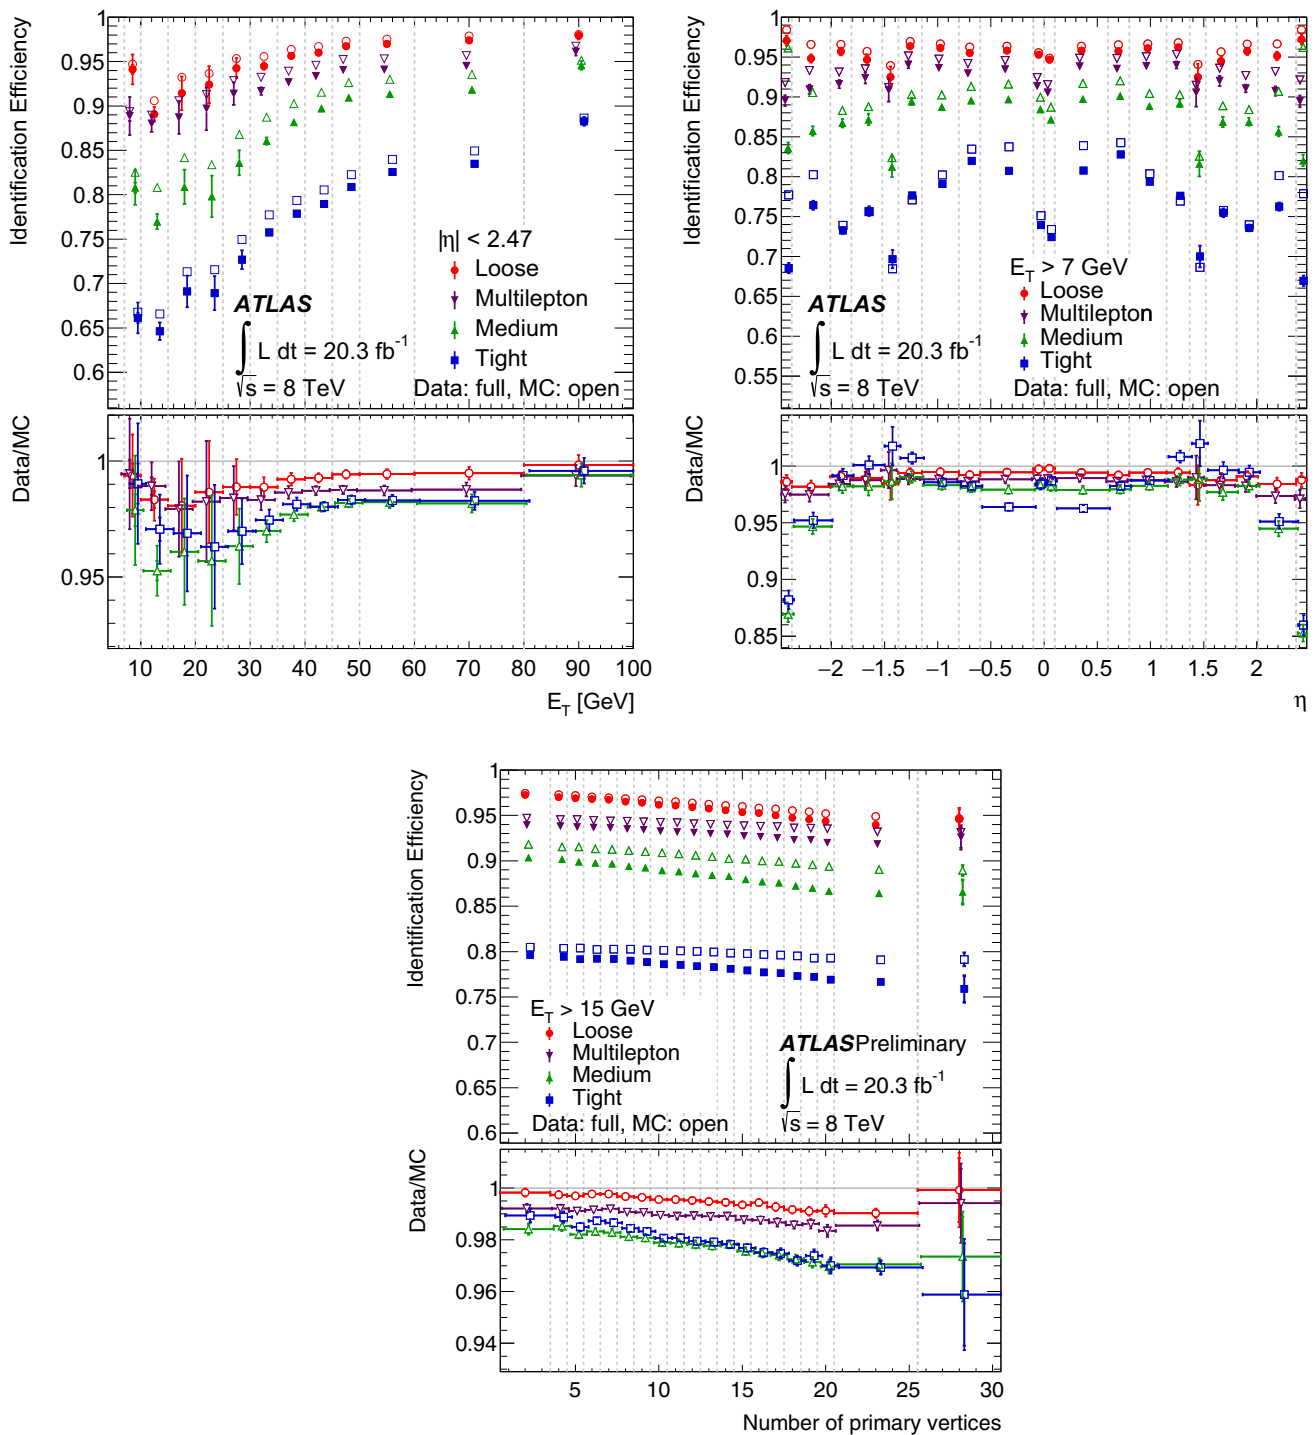 Identification Efficiency
1
0.95
0.9
0.85
0.8
0.75
0.7
0.65
0.6
|η| < 2.47
Loose
Multilepton
Medium
Tight
ATLAS
∫ L dt = 20.3 fb⁻¹
√s = 8 TeV
Data: full, MC: open
Data/MC
1
0.95
10 20 30 40 50 60 70 80 90 100
E_T [GeV]
Identification Efficiency
1
0.95
0.9
0.85
0.8
0.75
0.7
0.65
0.6
0.55
E_T > 7 GeV
Loose
Multilepton
Medium
Tight
ATLAS
∫ L dt = 20.3 fb⁻¹
√s = 8 TeV
Data: full, MC: open
Data/MC
1
0.95
0.9
0.85
−2 −1.5 −1 −0.5 0 0.5 1 1.5 2
η
Identification Efficiency
1
0.95
0.9
0.85
0.8
0.75
0.7
0.65
0.6
E_T > 15 GeV
Loose
Multilepton
Medium
Tight
Data: full, MC: open
ATLAS Preliminary
∫ L dt = 20.3 fb⁻¹
√s = 8 TeV
Data/MC
1
0.98
0.96
0.94
5 10 15 20 25 30
Number of primary vertices